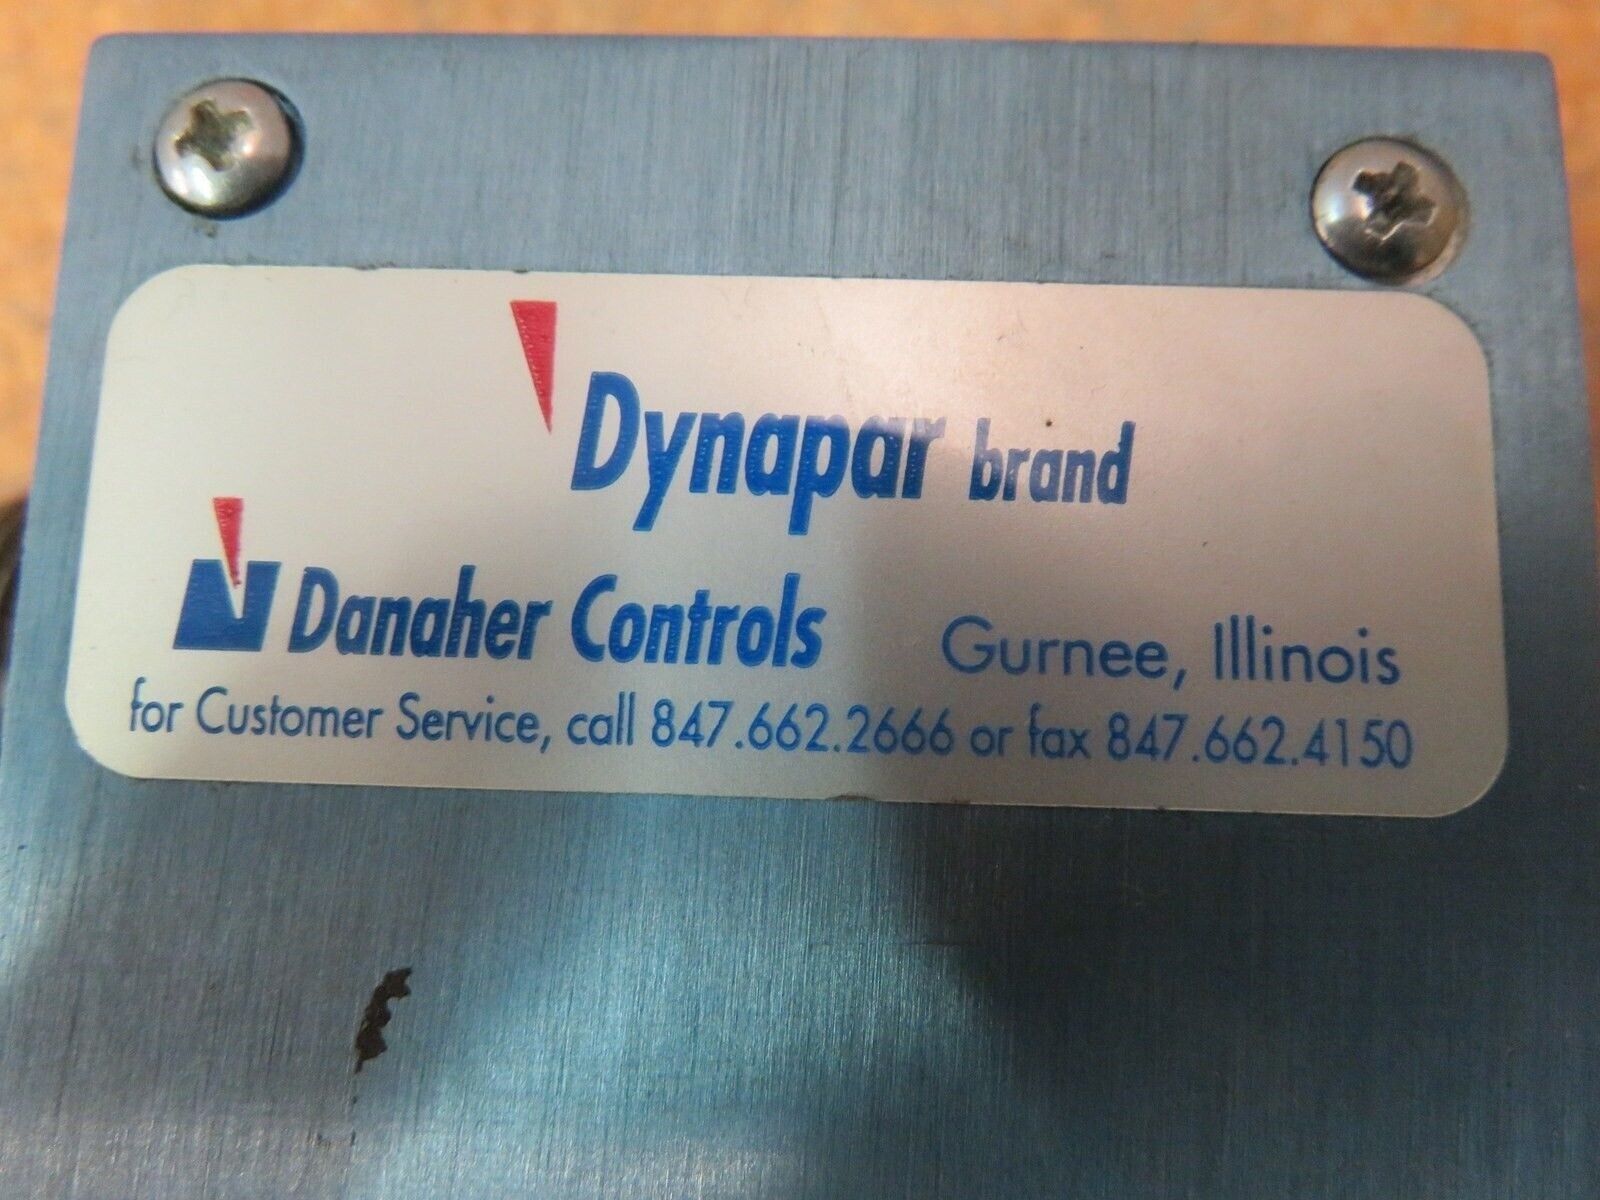 Dynapar brand
Danaher Controls Gurnee, Illinois
for Customer Service, call 847.662.2666 or fax 847.662.4150